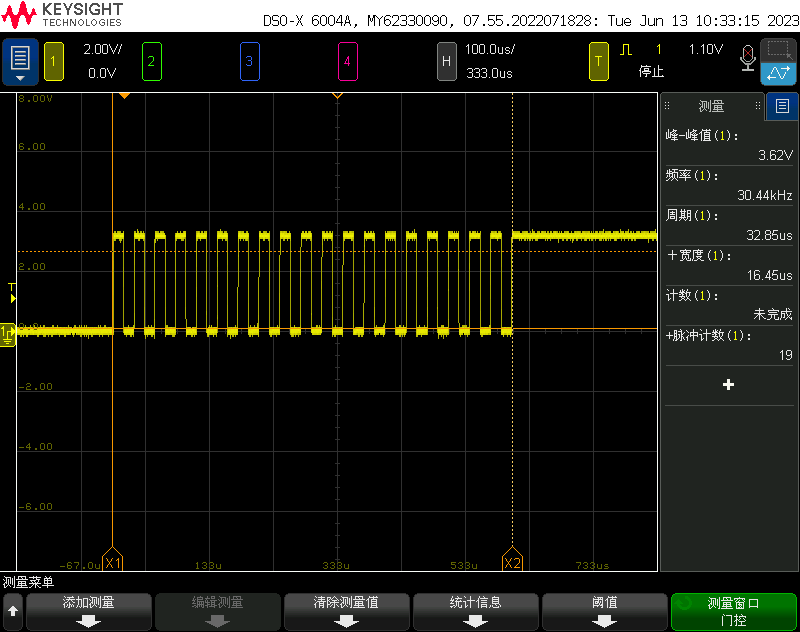 KEYSIGHT
TECHNOLOGIES
DSO-X 6004A, MY62330090, 07.55.2022071828: Tue Jun 13 10:33:15 2023
1
2.00V/
0.0V
2
3
4
H
100.0us/
333.0us
T
1
停止
1.10V
测量
8.00V
6.00
4.00
2.00
T
1
-2.00
-4.00
-6.00
-67.0u
X1
133u
333u
533u
X2
733us
峰-峰值(1):
3.62V
频率(1):
30.44kHz
周期(1):
32.85us
+宽度(1):
16.45us
计数(1):
未完成
+脉冲计数(1):
19
测量菜单
添加测量
编辑测量
清除测量值
统计信息
阈值
测量窗口
门控